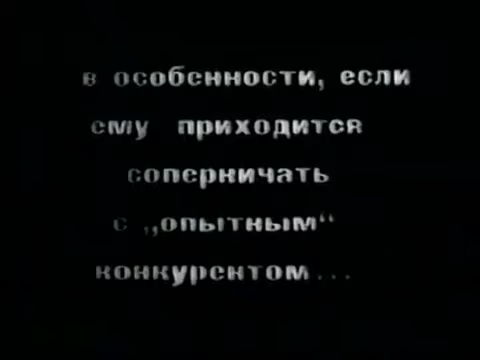 в особенности, если
ему приходится
соперничать
с „опытным“
конкурентом...